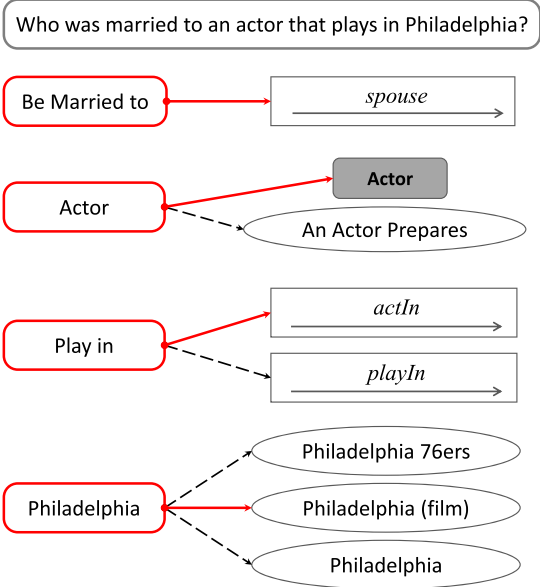 Who was married to an actor that plays in Philadelphia?
Be Married to
spouse
Actor
Actor
An Actor Prepares
Play in
actIn
playIn
Philadelphia
Philadelphia 76ers
Philadelphia (film)
Philadelphia